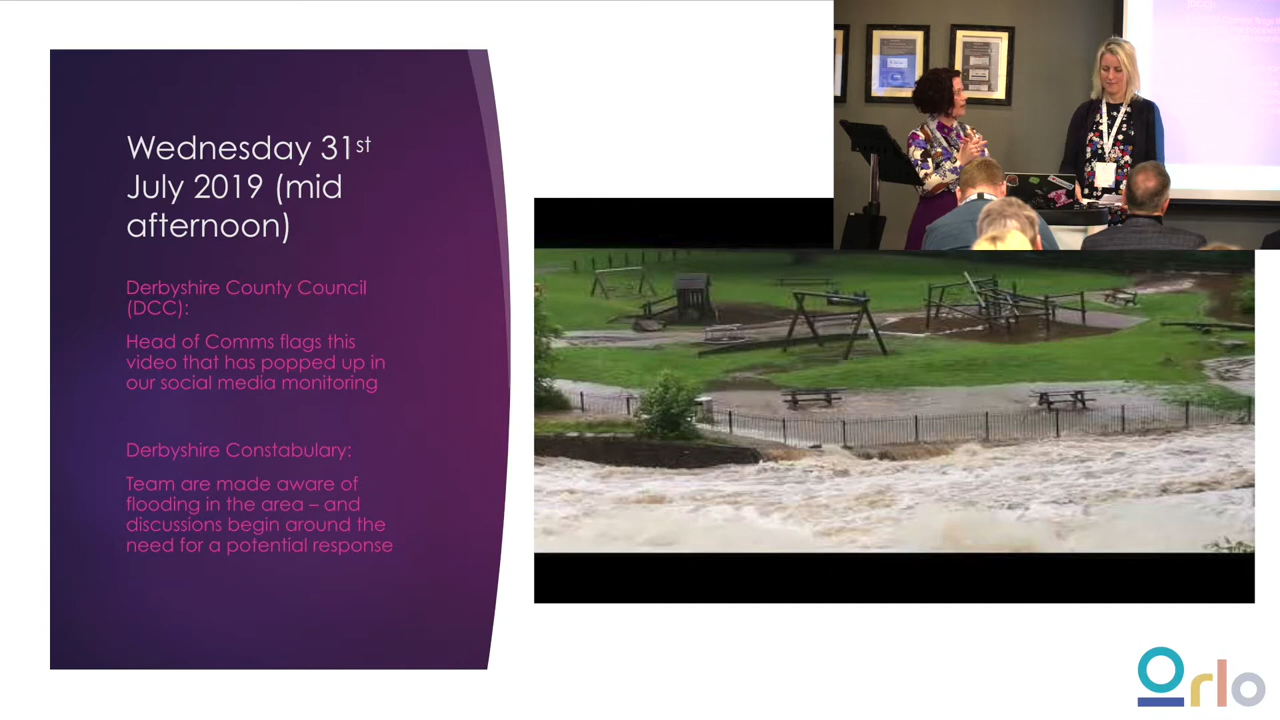 Wednesday 31st
July 2019 (mid
afternoon)
Derbyshire County Council
(DCC):
Head of Comms flags this
video that has popped up in
our social media monitoring
Derbyshire Constabulary:
Team are made aware of
flooding in the area – and
discussions begin around the
need for a potential response
Orlo